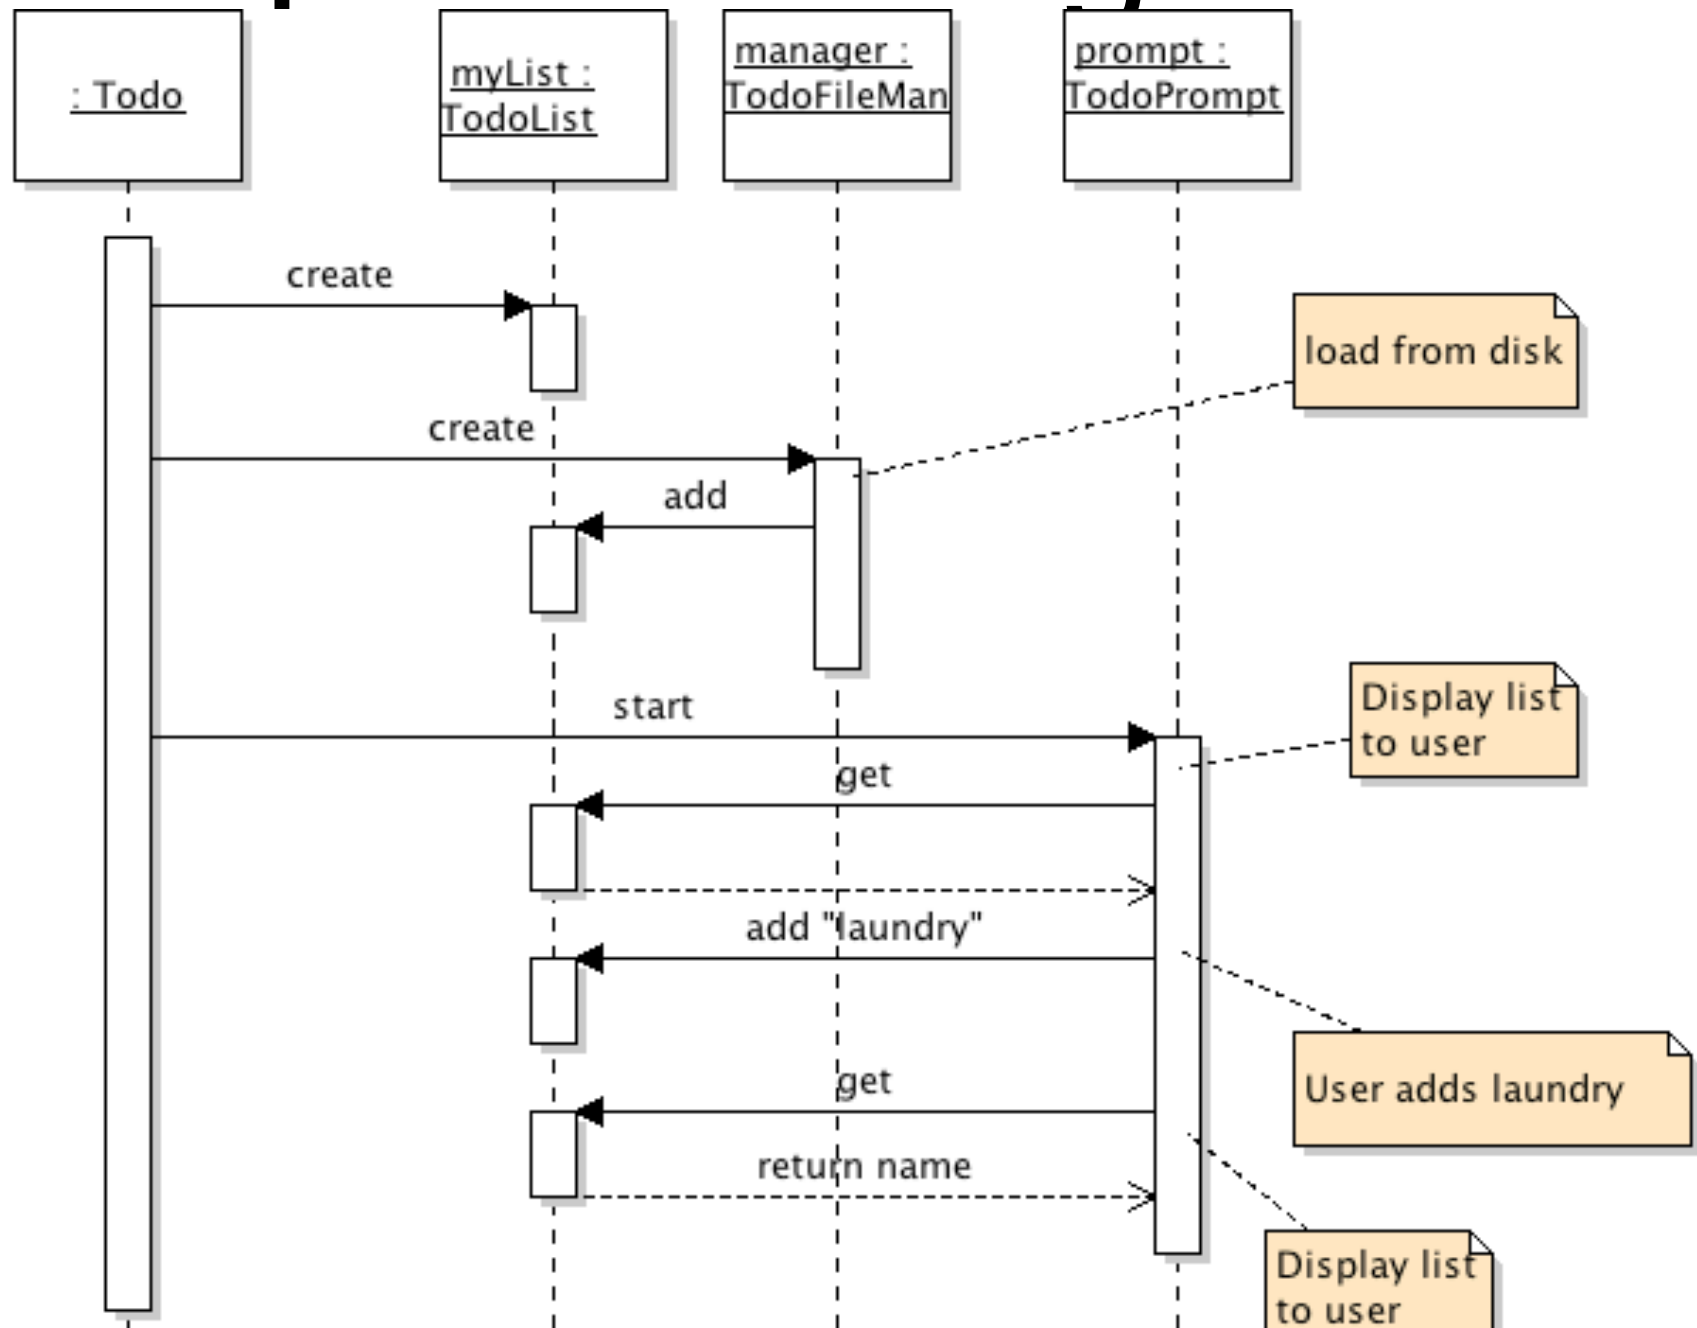 : Todo
myList :
TodoList
manager :
TodoFileMan
prompt :
TodoPrompt
create
load from disk
create
add
Display list
to user
start
get
add "laundry"
get
User adds laundry
return name
Display list
to user